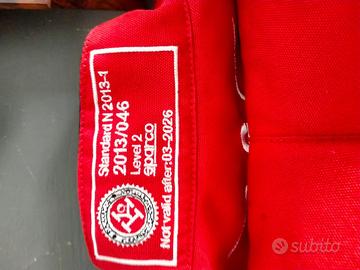 Standard N 2013-1
2013/046
Level 2
sparco
Not valid after:03-2026
subito